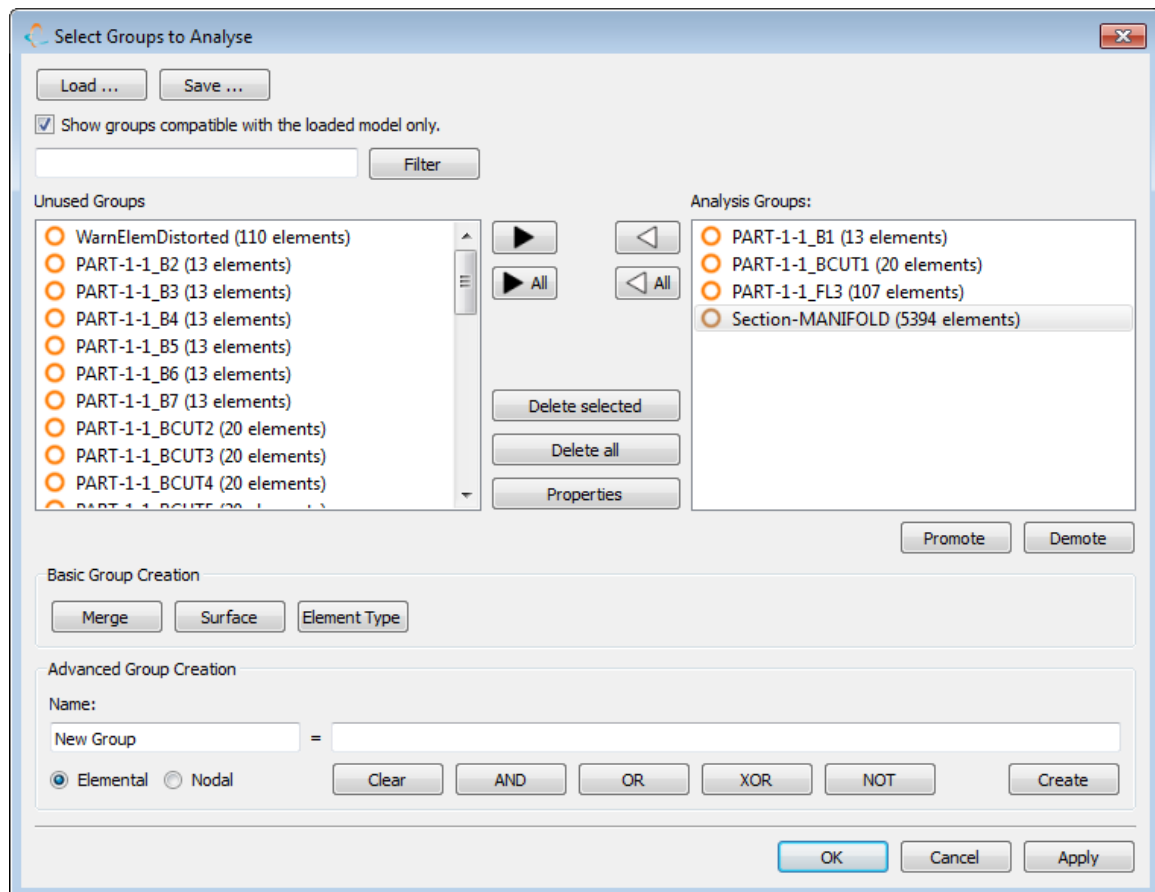 Select Groups to Analyse
Load ... Save ...
Show groups compatible with the loaded model only.
Filter
Unused Groups
WarnElemDistorted (110 elements)
PART-1-1_B2 (13 elements)
PART-1-1_B3 (13 elements)
PART-1-1_B4 (13 elements)
PART-1-1_B5 (13 elements)
PART-1-1_B6 (13 elements)
PART-1-1_B7 (13 elements)
PART-1-1_BCUT2 (20 elements)
PART-1-1_BCUT3 (20 elements)
PART-1-1_BCUT4 (20 elements)
PART-1-1_BCUT5 (20 elements)
All All
Delete selected
Delete all
Properties
Analysis Groups:
PART-1-1_B1 (13 elements)
PART-1-1_BCUT1 (20 elements)
PART-1-1_FL3 (107 elements)
Section-MANIFOLD (5394 elements)
Promote Demote
Basic Group Creation
Merge Surface Element Type
Advanced Group Creation
Name:
New Group =
Elemental Nodal Clear AND OR XOR NOT Create
OK Cancel Apply